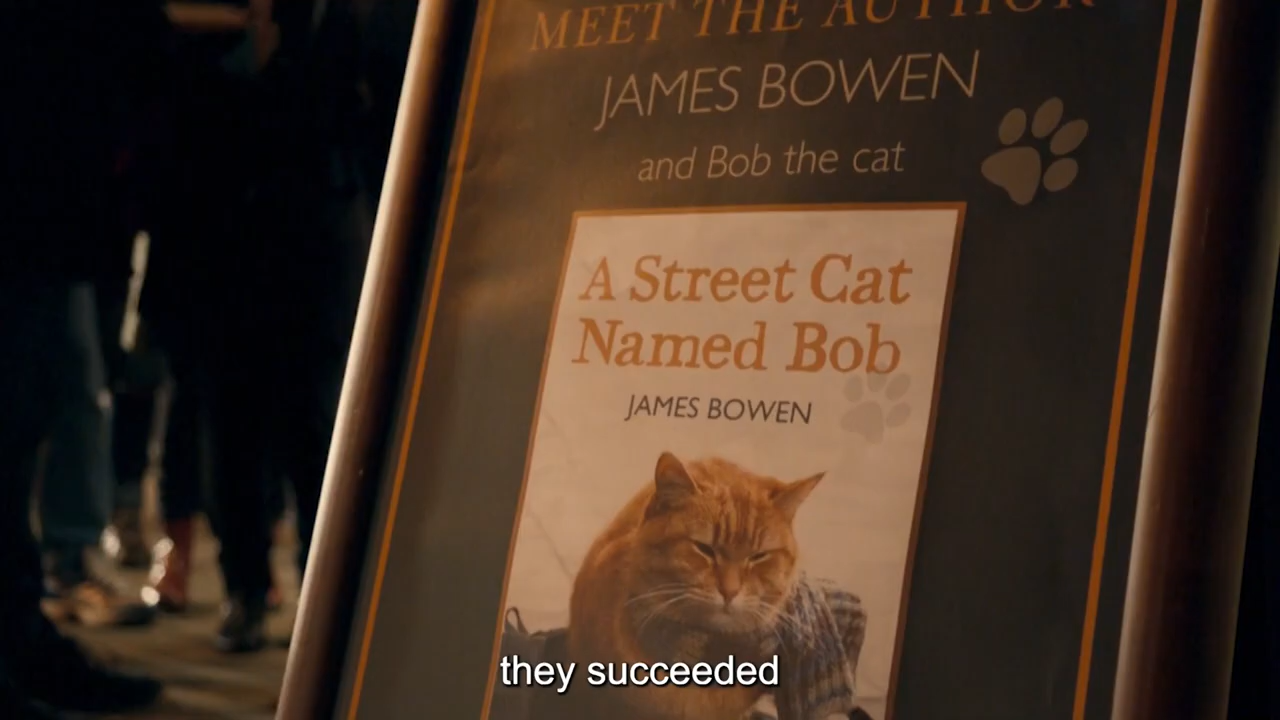 MEET THE AUTHOR
JAMES BOWEN
and Bob the cat
A Street Cat
Named Bob
JAMES BOWEN
they succeeded